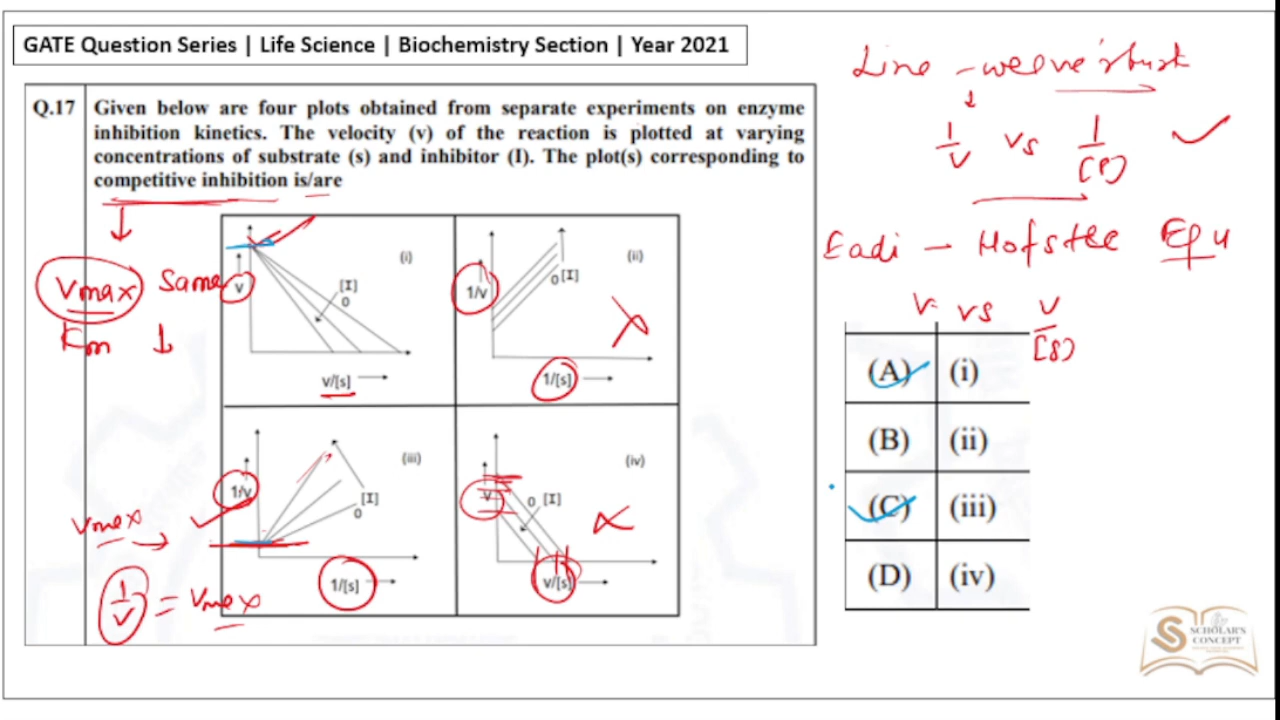 GATE Question Series | Life Science | Biochemistry Section | Year 2021
Q.17 Given below are four plots obtained from separate experiments on enzyme
inhibition kinetics. The velocity (v) of the reaction is plotted at varying
concentrations of substrate (s) and inhibitor (I). The plot(s) corresponding to
competitive inhibition is/are
Vmax Same
Km ↓
(i)
v
[I]
0
v/[s]
(ii)
1/v
0 [I]
1/[s]
(iii)
1/v
[I]
0
1/[s]
(iv)
v
0 [I]
v/[s]
Vmax
1/v = Vmax
Line -
1/v vs
Eadi - Hofstee Equ
v vs v/[s]
(A) (i)
(B) (ii)
(C) (iii)
(D) (iv)
SCHOLAR'S
CONCEPT